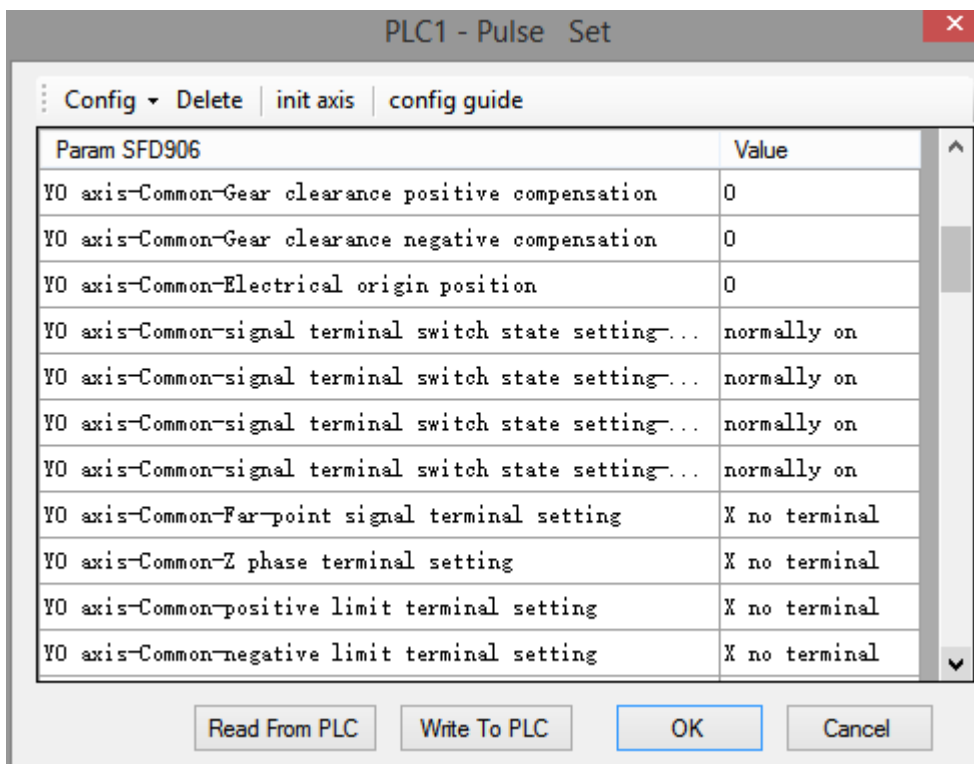 PLC1 - Pulse Set
Config Delete init axis config guide
Param SFD906 Value
Y0 axis-Common-Gear clearance positive compensation 0
Y0 axis-Common-Gear clearance negative compensation 0
Y0 axis-Common-Electrical origin position 0
Y0 axis-Common-signal terminal switch state setting-... normally on
Y0 axis-Common-signal terminal switch state setting-... normally on
Y0 axis-Common-signal terminal switch state setting-... normally on
Y0 axis-Common-signal terminal switch state setting-... normally on
Y0 axis-Common-Far-point signal terminal setting X no terminal
Y0 axis-Common-Z phase terminal setting X no terminal
Y0 axis-Common-positive limit terminal setting X no terminal
Y0 axis-Common-negative limit terminal setting X no terminal
Read From PLC Write To PLC OK Cancel